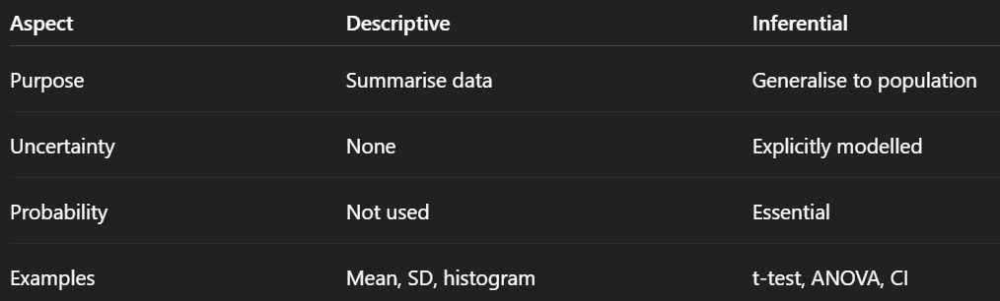 Aspect Descriptive Inferential
Purpose Summarise data Generalise to population
Uncertainty None Explicitly modelled
Probability Not used Essential
Examples Mean, SD, histogram t-test, ANOVA, CI